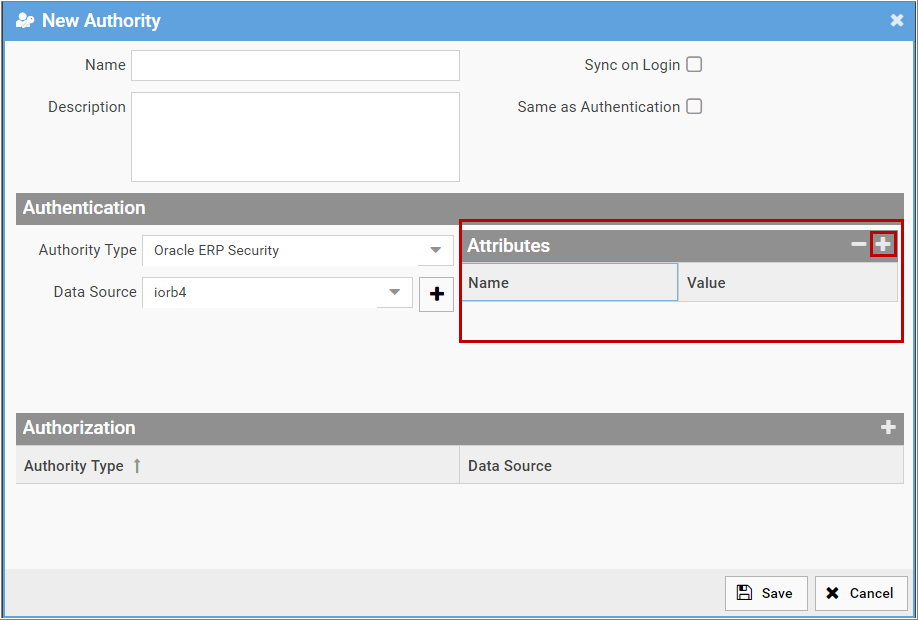 New Authority
Name
Sync on Login
Description
Same as Authentication
Authentication
Authority Type Oracle ERP Security
Attributes
Name Value
Data Source iorb4
Authorization
Authority Type ↑ Data Source
Save Cancel